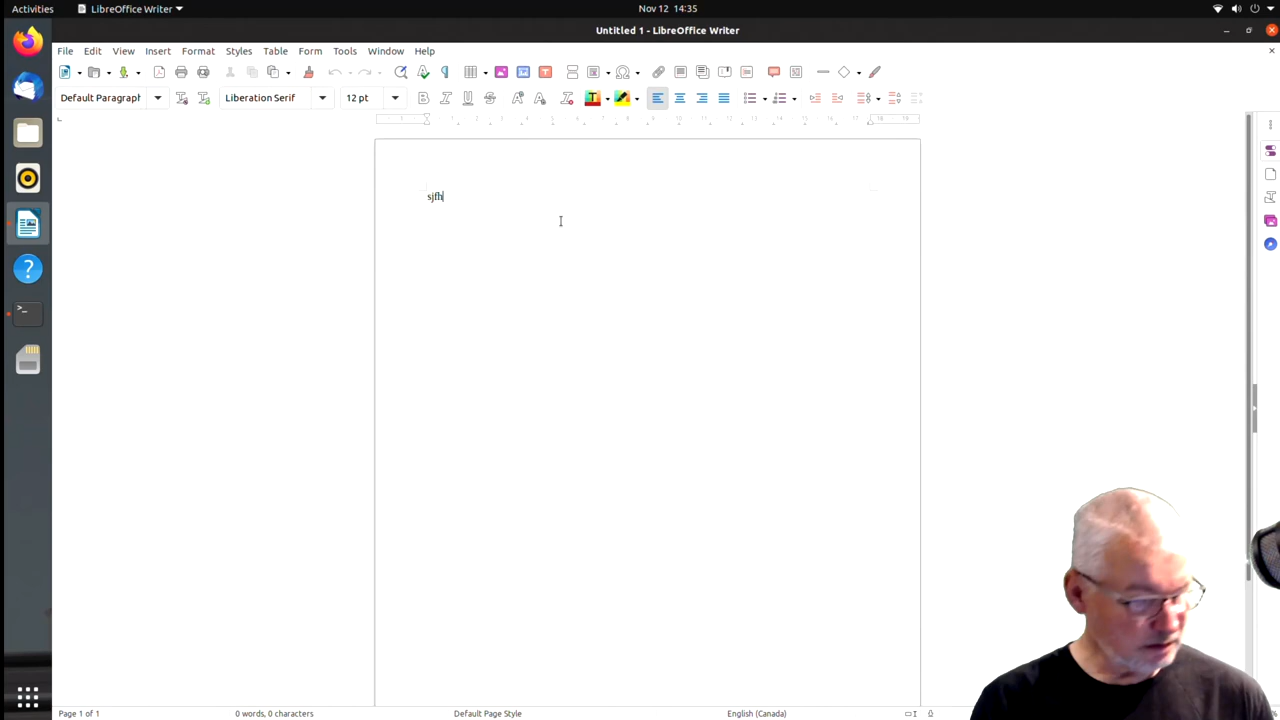 Activities
LibreOffice Writer
Nov 12 14:35
Untitled 1 - LibreOffice Writer
File Edit View Insert Format Styles Table Form Tools Window Help
Default Paragraph
Liberation Serif
12 pt
sjfh
Page 1 of 1
0 words, 0 characters
Default Page Style
English (Canada)